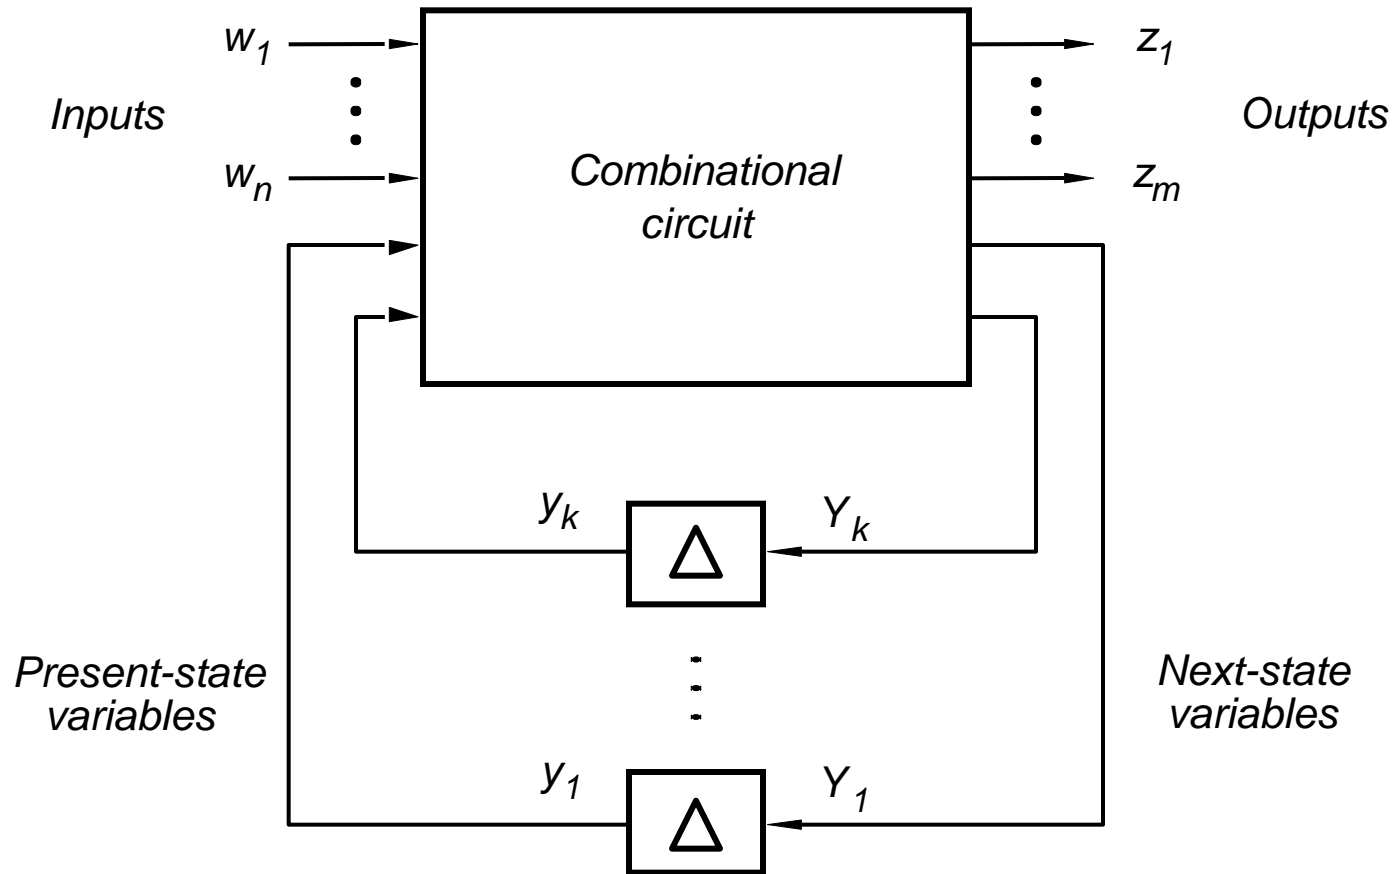 w1
z1
Inputs
Outputs
wn
zm
Combinational
circuit
yk
Yk
Δ
Present-state
variables
Next-state
variables
y1
Y1
Δ